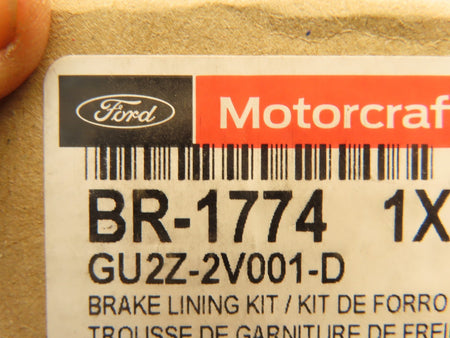 Ford Motorcraf
BR-1774 1X
GU2Z-2V001-D
BRAKE LINING KIT / KIT DE FORRO
TROUSSE DE GARNITURE DE FREI